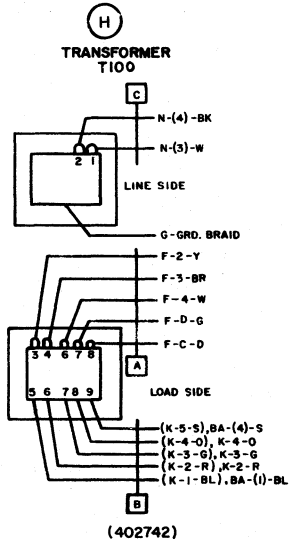 H
TRANSFORMER
T100
C
N-(4)-BK
N-(3)-W
2 1
LINE SIDE
G-GRD. BRAID
F-2-Y
F-3-BR
F-4-W
F-D-G
F-C-D
3 4 6 7 8
A
5 6 7 8 9
LOAD SIDE
(K-5-S),BA-(4)-S
(K-4-O), K-4-O
(K-3-G), K-3-G
(K-2-R),K-2-R
(K-1-BL),BA-(1)-BL
B
(402742)